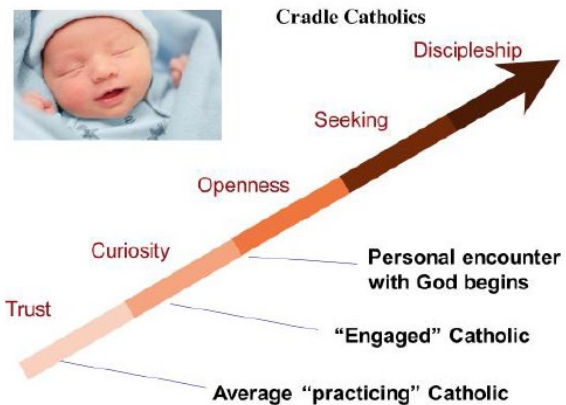 Cradle Catholics
Discipleship
Seeking
Openness
Curiosity
Personal encounter
with God begins
Trust
“Engaged” Catholic
Average “practicing” Catholic